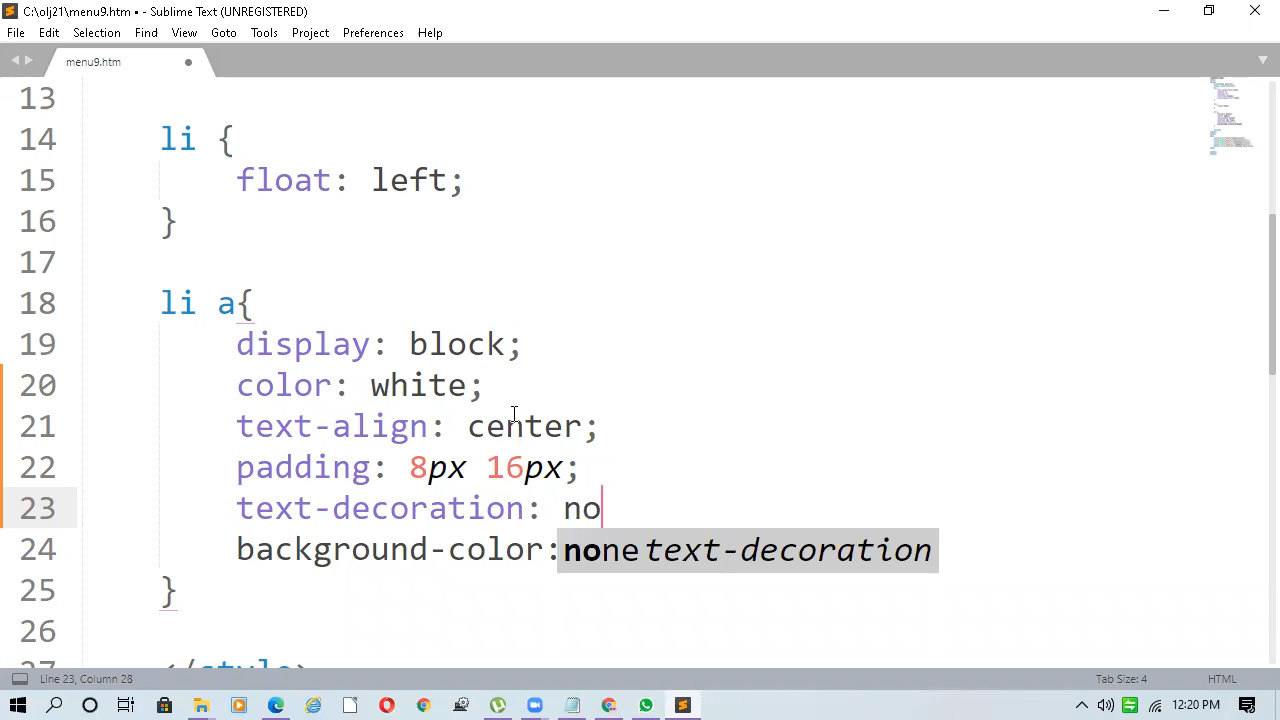 C:\olj21\menu9.htm • - Sublime Text (UNREGISTERED)
File Edit Selection Find View Goto Tools Project Preferences Help
menu9.htm
13
14 li {
15 float: left;
16 }
17
18 li a{
19 display: block;
20 color: white;
21 text-align: center;
22 padding: 8px 16px;
23 text-decoration: no
24 background-color:
none text-decoration
25 }
26
27 </style>
Line 23, Column 28 Tab Size: 4 HTML
12:20 PM